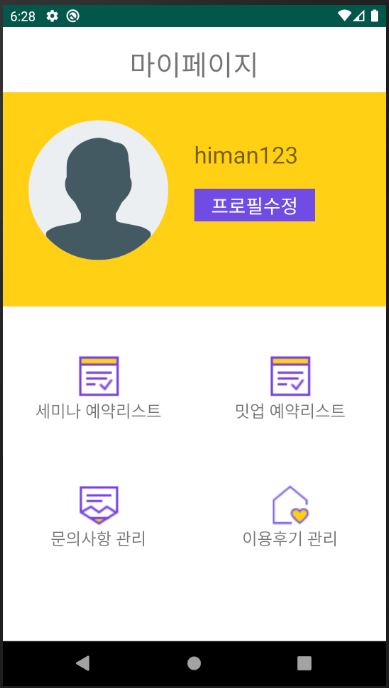 6:28
마이페이지
himan123
프로필수정
세미나 예약리스트
밋업 예약리스트
문의사항 관리
이용후기 관리